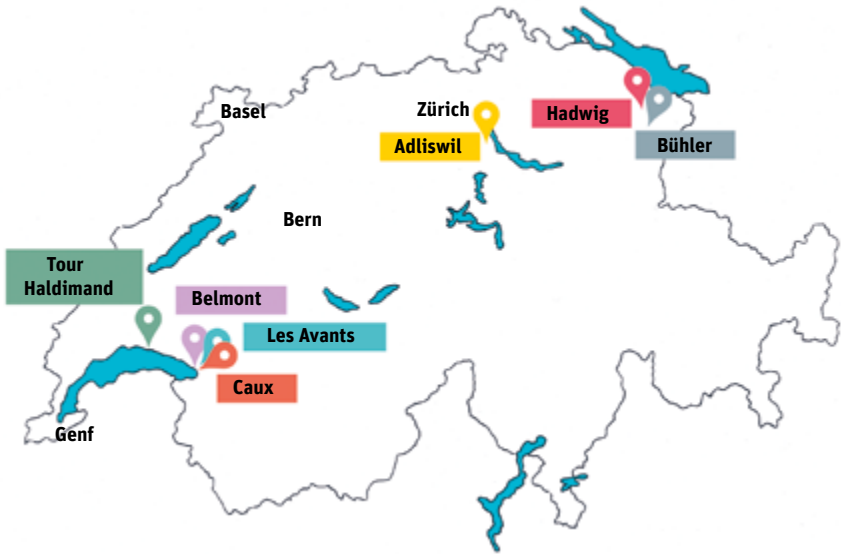 Basel
Zürich
Hadwig
Adliswil
Bühler
Bern
Tour
Haldimand
Belmont
Les Avants
Caux
Genf